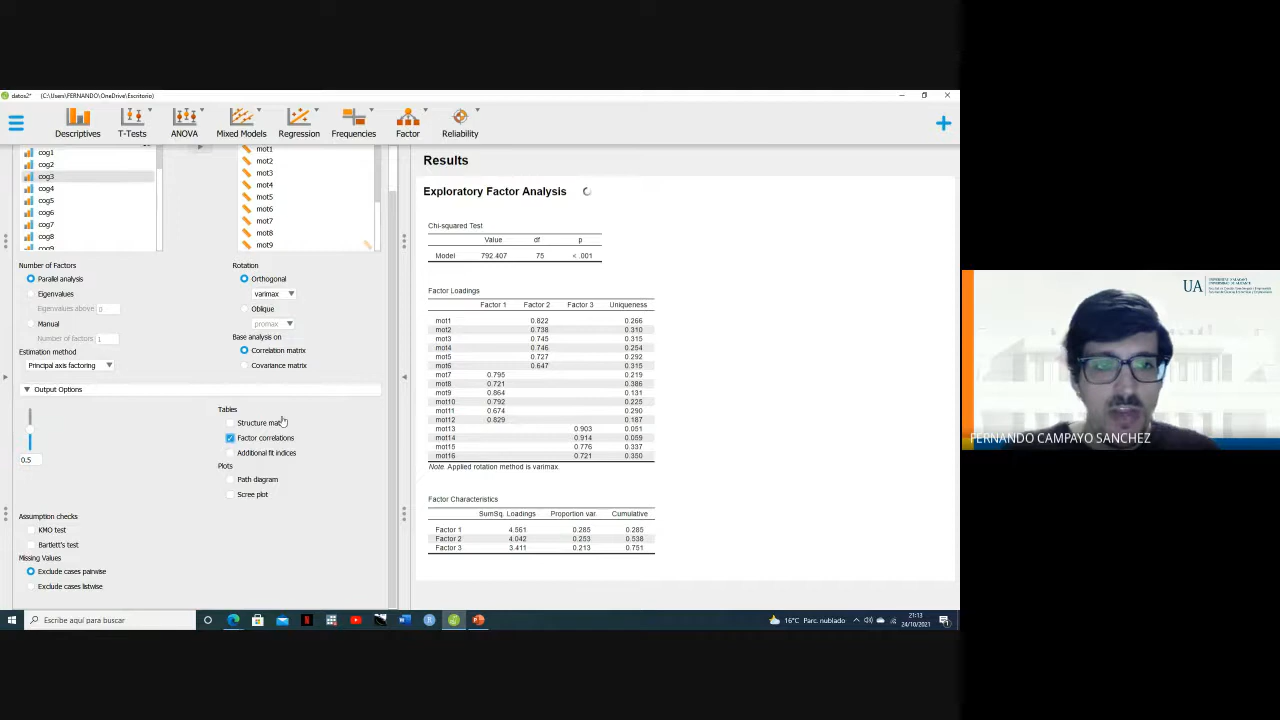 datos2* (C:\Users\FERNANDO\OneDrive\Escritorio)
Descriptives T-Tests ANOVA Mixed Models Regression Frequencies Factor Reliability
cog1
cog2
cog3
cog4
cog5
cog6
cog7
cog8
cog9
mot1
mot2
mot3
mot4
mot5
mot6
mot7
mot8
mot9
Number of Factors
Parallel analysis
Eigenvalues
Eigenvalues above 0
Manual
Number of factors 1
Estimation method
Principal axis factoring
Rotation
Orthogonal
varimax
Oblique
promax
Base analysis on
Correlation matrix
Covariance matrix
Output Options
0.5
Tables
Structure mat
Factor correlations
Additional fit indices
Plots
Path diagram
Scree plot
Assumption checks
KMO test
Bartlett's test
Missing Values
Exclude cases pairwise
Exclude cases listwise
Results
Exploratory Factor Analysis
Chi-squared Test
Value df p
Model 792.407 75 < .001
Factor Loadings
Factor 1 Factor 2 Factor 3 Uniqueness
mot1 0.822 0.266
mot2 0.738 0.310
mot3 0.745 0.315
mot4 0.746 0.254
mot5 0.727 0.292
mot6 0.647 0.315
mot7 0.795 0.219
mot8 0.721 0.386
mot9 0.864 0.131
mot10 0.792 0.225
mot11 0.674 0.290
mot12 0.829 0.187
mot13 0.903 0.051
mot14 0.914 0.059
mot15 0.776 0.337
mot16 0.721 0.350
Note. Applied rotation method is varimax.
Factor Characteristics
SumSq. Loadings Proportion var. Cumulative
Factor 1 4.561 0.285 0.285
Factor 2 4.042 0.253 0.538
Factor 3 3.411 0.213 0.751
Escribe aquí para buscar
16°C Parc. nublado
21:13
24/10/2021
UA
FERNANDO CAMPAYO SANCHEZ